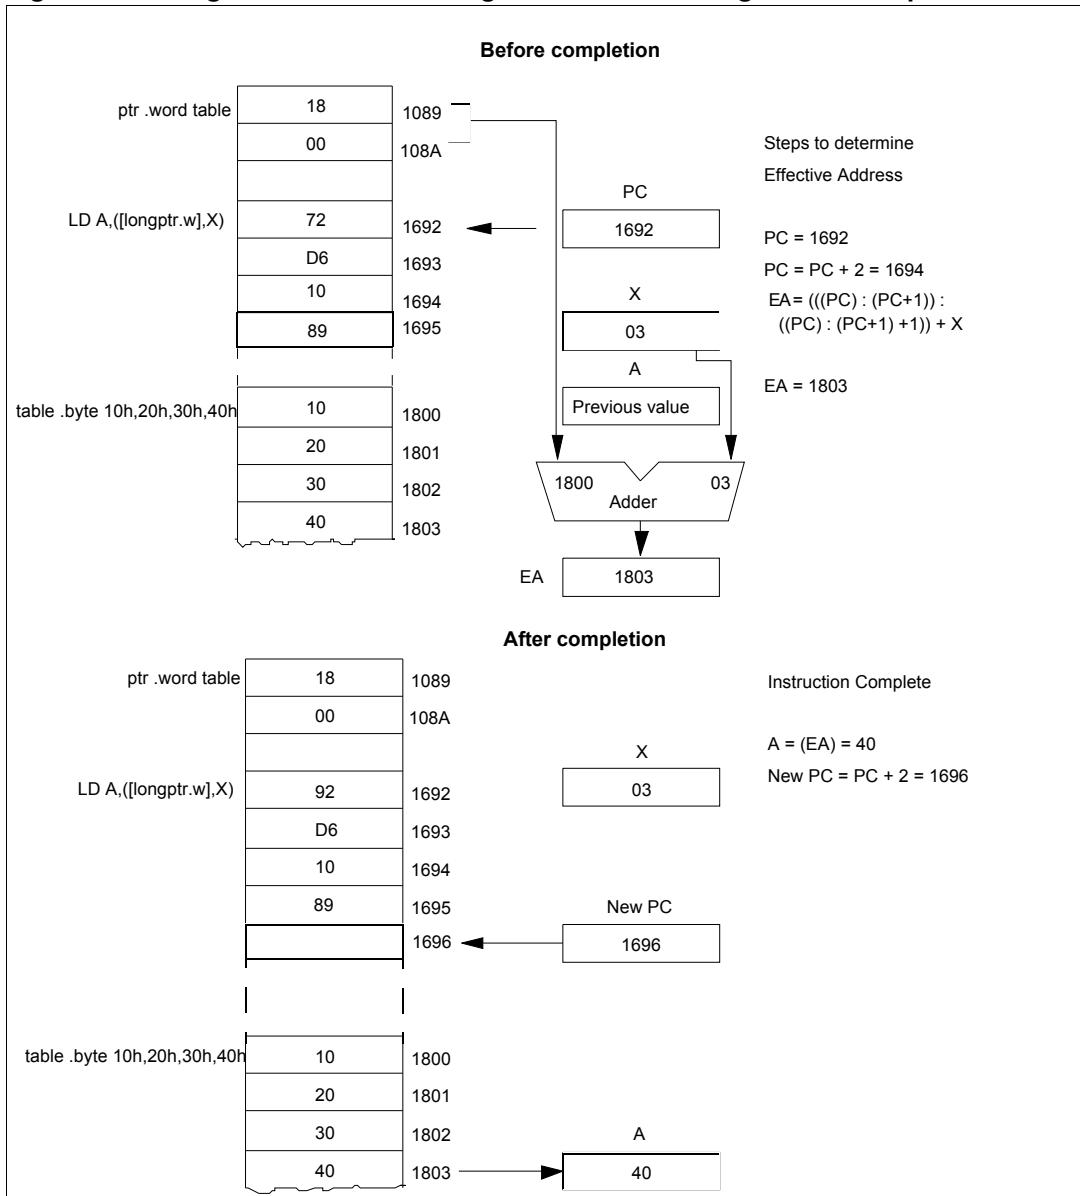 Before completion
ptr .word table 18 1089
00 108A
Steps to determine
Effective Address
PC
LD A,([longptr.w],X) 72 1692 1692
PC = 1692
D6 1693
PC = PC + 2 = 1694
10 1694
X
EA = (((PC) : (PC+1)) :
((PC) : (PC+1) +1)) + X
89 1695 03
A
EA = 1803
table .byte 10h,20h,30h,40h 10 1800 Previous value
20 1801
30 1802 1800 03
Adder
40 1803
EA 1803
After completion
ptr .word table 18 1089 Instruction Complete
00 108A
X
A = (EA) = 40
LD A,([longptr.w],X) 92 1692 03
New PC = PC + 2 = 1696
D6 1693
10 1694
89 1695 New PC
1696 1696
table .byte 10h,20h,30h,40h 10 1800
20 1801
30 1802 A
40 1803 40